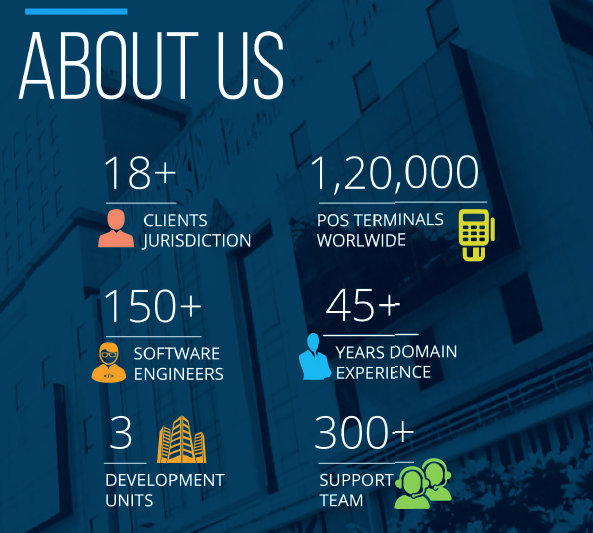 ABOUT US
18+
CLIENTS
JURISDICTION
1,20,000
POS TERMINALS
WORLWIDE
150+
SOFTWARE
ENGINEERS
45+
YEARS DOMAIN
EXPERIENCE
3
DEVELOPMENT
UNITS
300+
SUPPORT
TEAM